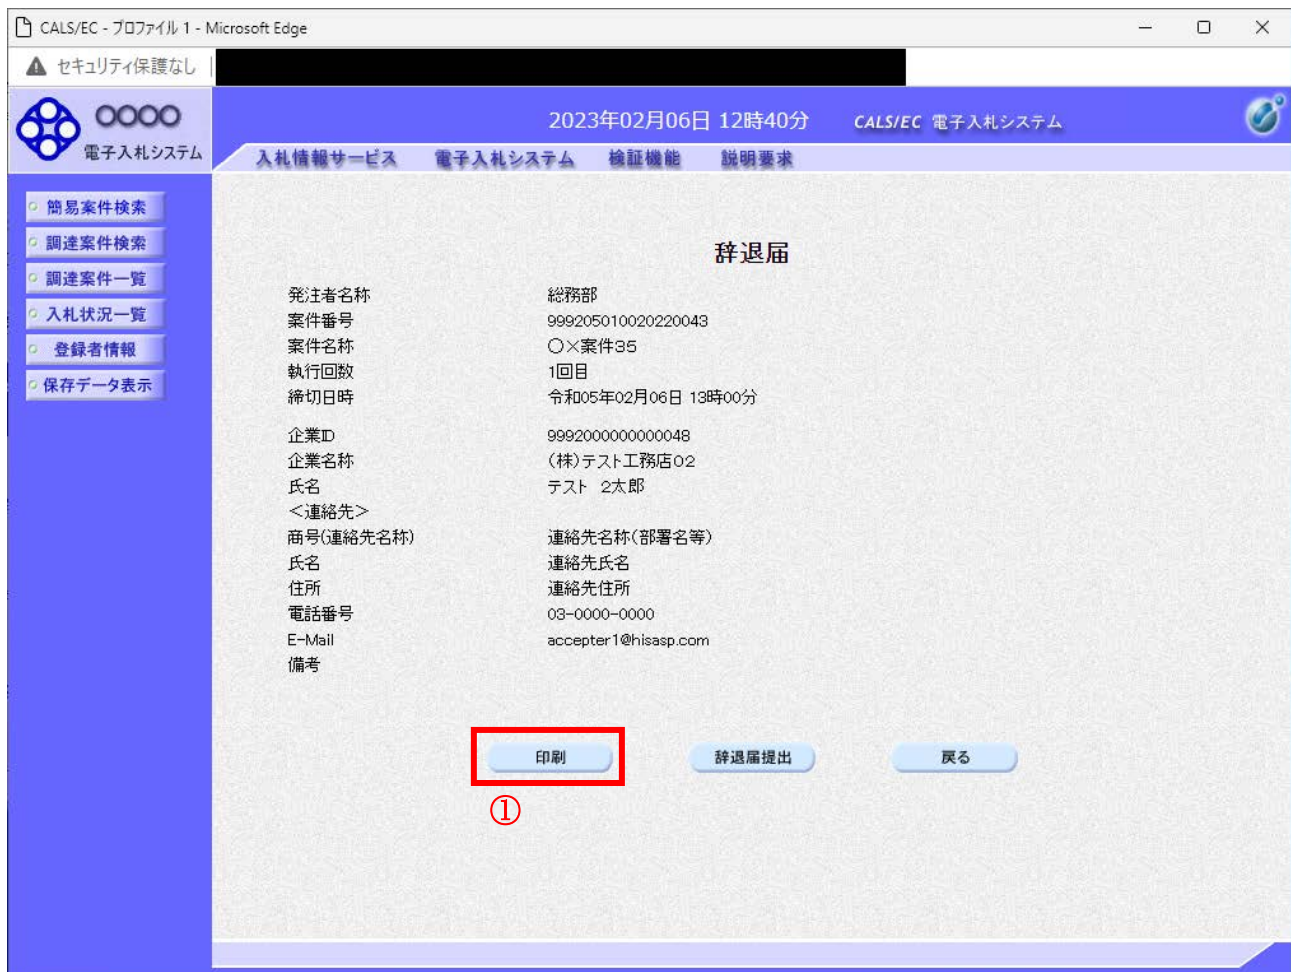 CALS/EC - プロファイル 1 - Microsoft Edge
セキュリティ保護なし
〇〇〇〇
電子入札システム
2023年02月06日 12時40分 CALS/EC 電子入札システム
入札情報サービス 電子入札システム 検証機能 説明要求
簡易案件検索
調達案件検索
調達案件一覧
入札状況一覧
登録者情報
保存データ表示
辞退届
発注者名称 総務部
案件番号 999205010020220043
案件名称 〇×案件35
執行回数 1回目
締切日時 令和05年02月06日 13時00分
企業ID 9992000000000048
企業名称 (株)テスト工務店02
氏名 テスト 2太郎
<連絡先>
商号(連絡先名称) 連絡先名称(部署名等)
氏名 連絡先氏名
住所 連絡先住所
電話番号 03-0000-0000
E-Mail accepter1@hisasp.com
備考
印刷 辞退届提出 戻る
①